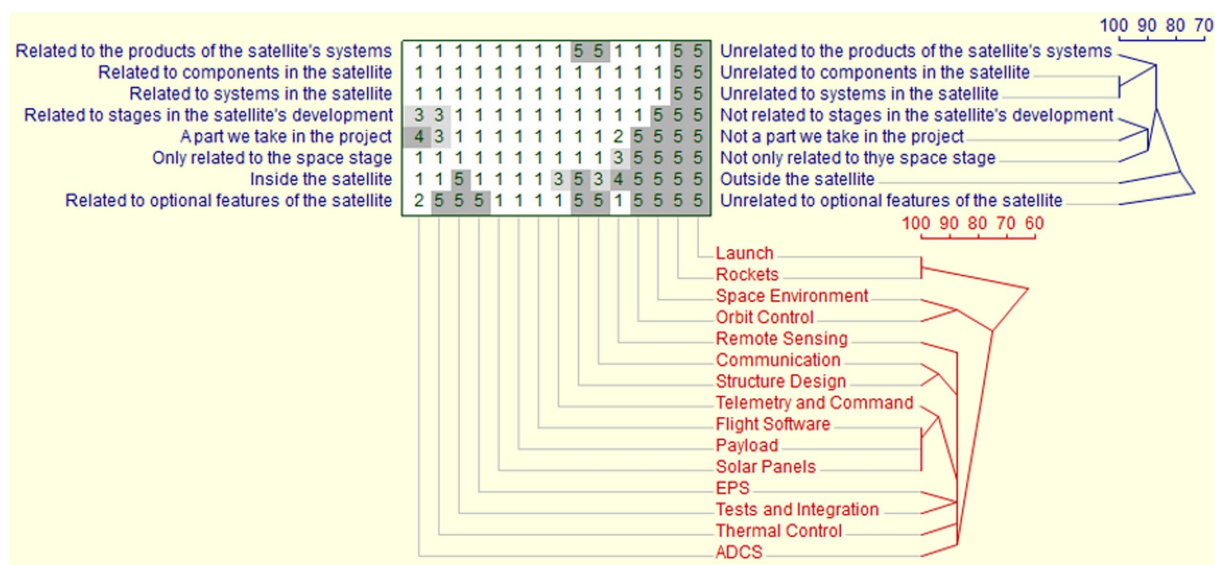 100 90 80 70
Related to the products of the satellite's systems 1 1 1 1 1 1 1 1 5 5 1 1 1 5 5 Unrelated to the products of the satellite's systems
Related to components in the satellite 1 1 1 1 1 1 1 1 1 1 1 1 1 5 5 Unrelated to components in the satellite
Related to systems in the satellite 1 1 1 1 1 1 1 1 1 1 1 1 1 5 5 Unrelated to systems in the satellite
Related to stages in the satellite's development 3 3 1 1 1 1 1 1 1 1 1 1 5 5 5 Not related to stages in the satellite's development
A part we take in the project 4 3 1 1 1 1 1 1 1 1 2 5 5 5 5 Not a part we take in the project
Only related to the space stage 1 1 1 1 1 1 1 1 1 1 3 5 5 5 5 Not only related to thye space stage
Inside the satellite 1 1 5 1 1 1 1 3 5 3 4 5 5 5 5 Outside the satellite
Related to optional features of the satellite 2 5 5 5 1 1 1 1 5 5 1 5 5 5 5 Unrelated to optional features of the satellite
100 90 80 70 60
Launch
Rockets
Space Environment
Orbit Control
Remote Sensing
Communication
Structure Design
Telemetry and Command
Flight Software
Payload
Solar Panels
EPS
Tests and Integration
Thermal Control
ADCS